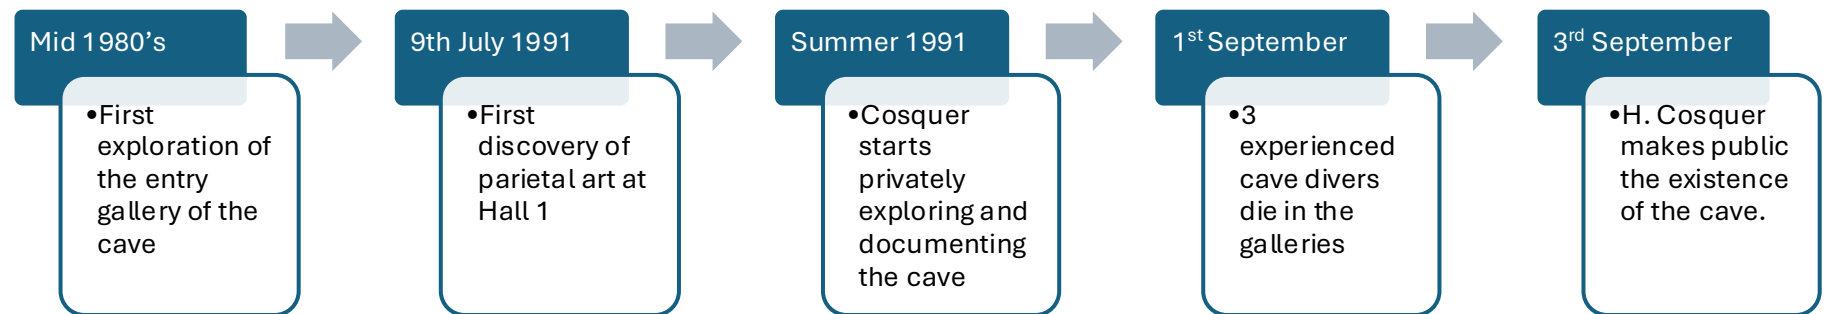 Mid 1980’s
•First
exploration of
the entry
gallery of the
cave
9th July 1991
•First
discovery of
parietal art at
Hall 1
Summer 1991
•Cosquer
starts
privately
exploring and
documenting
the cave
1st September
•3
experienced
cave divers
die in the
galleries
3rd September
•H. Cosquer
makes public
the existence
of the cave.